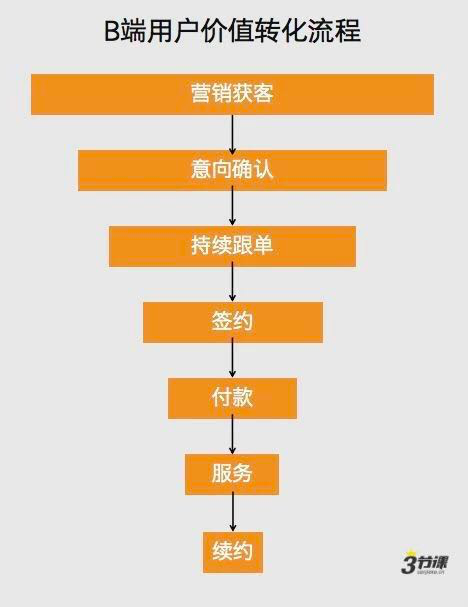 B端用户价值转化流程
营销获客
意向确认
持续跟单
签约
付款
服务
续约
3节课
sanjieke.cn